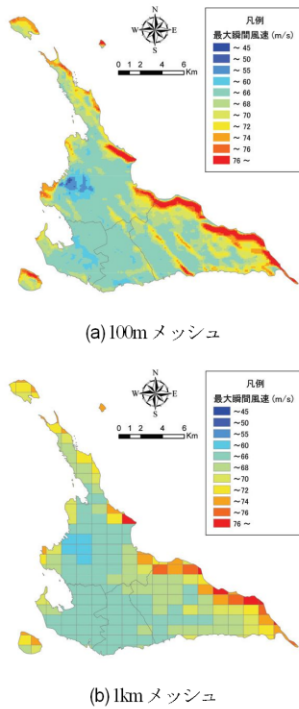 N
W E
S
0 1 2 4 6
Km
凡例
最大瞬間風速 (m/s)
～ 45
～ 50
～ 55
～ 60
～ 66
～ 68
～ 70
～ 72
～ 74
～ 76
76 ～
(a) 100m メッシュ
N
W E
S
0 1 2 4 6
Km
凡例
最大瞬間風速 (m/s)
～45
～50
～55
～60
～66
～68
～70
～72
～74
～76
76～
(b) 1km メッシュ